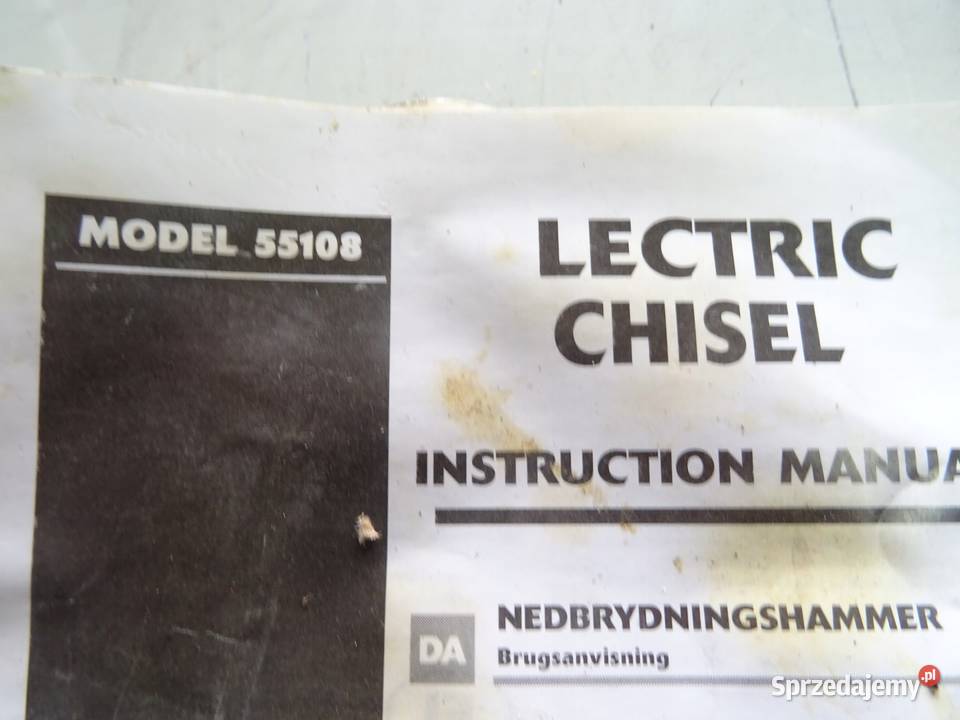 MODEL 55108
LECTRIC
CHISEL
INSTRUCTION MANUA
DA
NEDBRYDNINGSHAMMER
Brugsanvisning
Sprzedajemy.pl